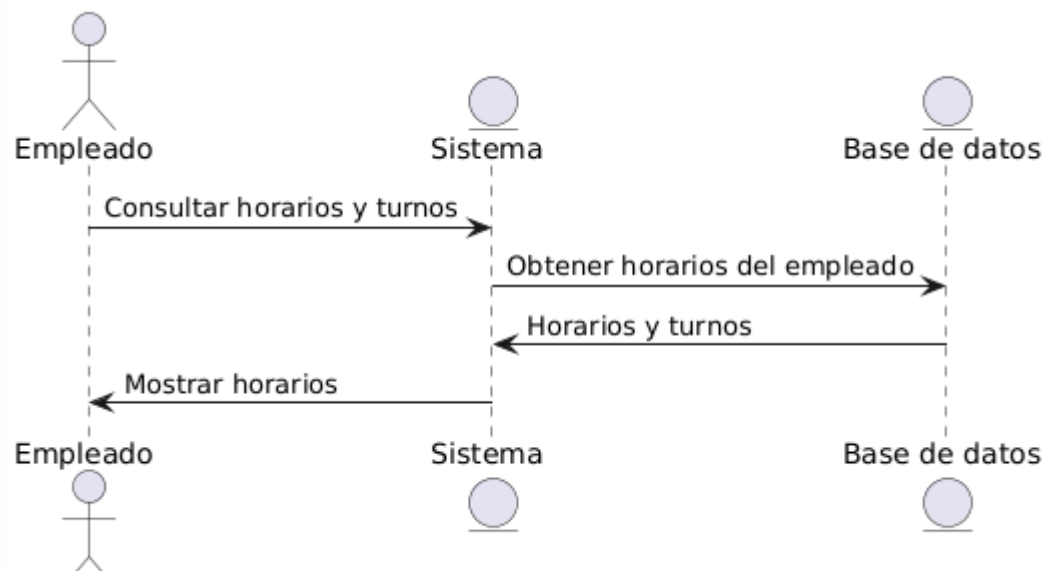 Empleado
Sistema
Base de datos
Consultar horarios y turnos
Obtener horarios del empleado
Horarios y turnos
Mostrar horarios
Empleado
Sistema
Base de datos